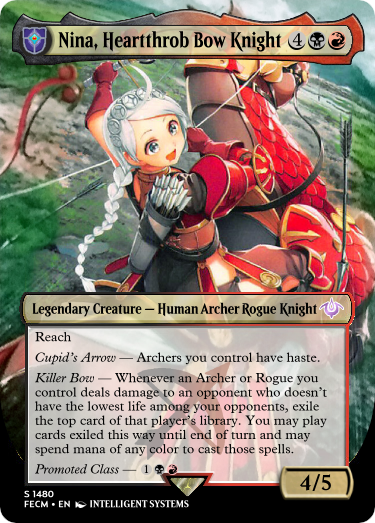 Nina, Heartthrob Bow Knight 4
Legendary Creature — Human Archer Rogue Knight
Reach
Cupid's Arrow — Archers you control have haste.
Killer Bow — Whenever an Archer or Rogue you
control deals damage to an opponent who doesn't
have the lowest life among your opponents, exile
the top card of that player's library. You may play
cards exiled this way until end of turn and may
spend mana of any color to cast those spells.
Promoted Class — 1
4/5
S 1480
FECM • EN INTELLIGENT SYSTEMS